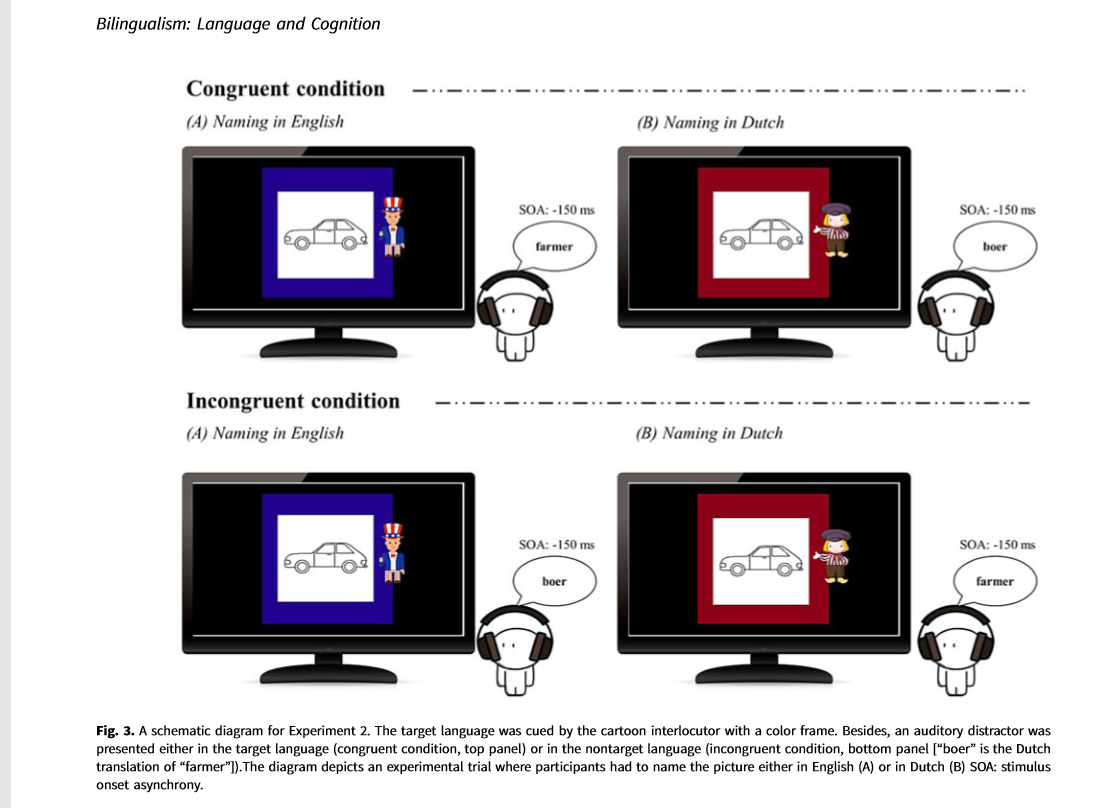 Bilingualism: Language and Cognition
Congruent condition
(A) Naming in English
(B) Naming in Dutch
SOA: -150 ms
farmer
SOA: -150 ms
boer
Incongruent condition
(A) Naming in English
(B) Naming in Dutch
SOA: -150 ms
boer
SOA: -150 ms
farmer
Fig. 3. A schematic diagram for Experiment 2. The target language was cued by the cartoon interlocutor with a color frame. Besides, an auditory distractor was
presented either in the target language (congruent condition, top panel) or in the nontarget language (incongruent condition, bottom panel [“boer” is the Dutch
translation of “farmer”]).The diagram depicts an experimental trial where participants had to name the picture either in English (A) or in Dutch (B) SOA: stimulus
onset asynchrony.